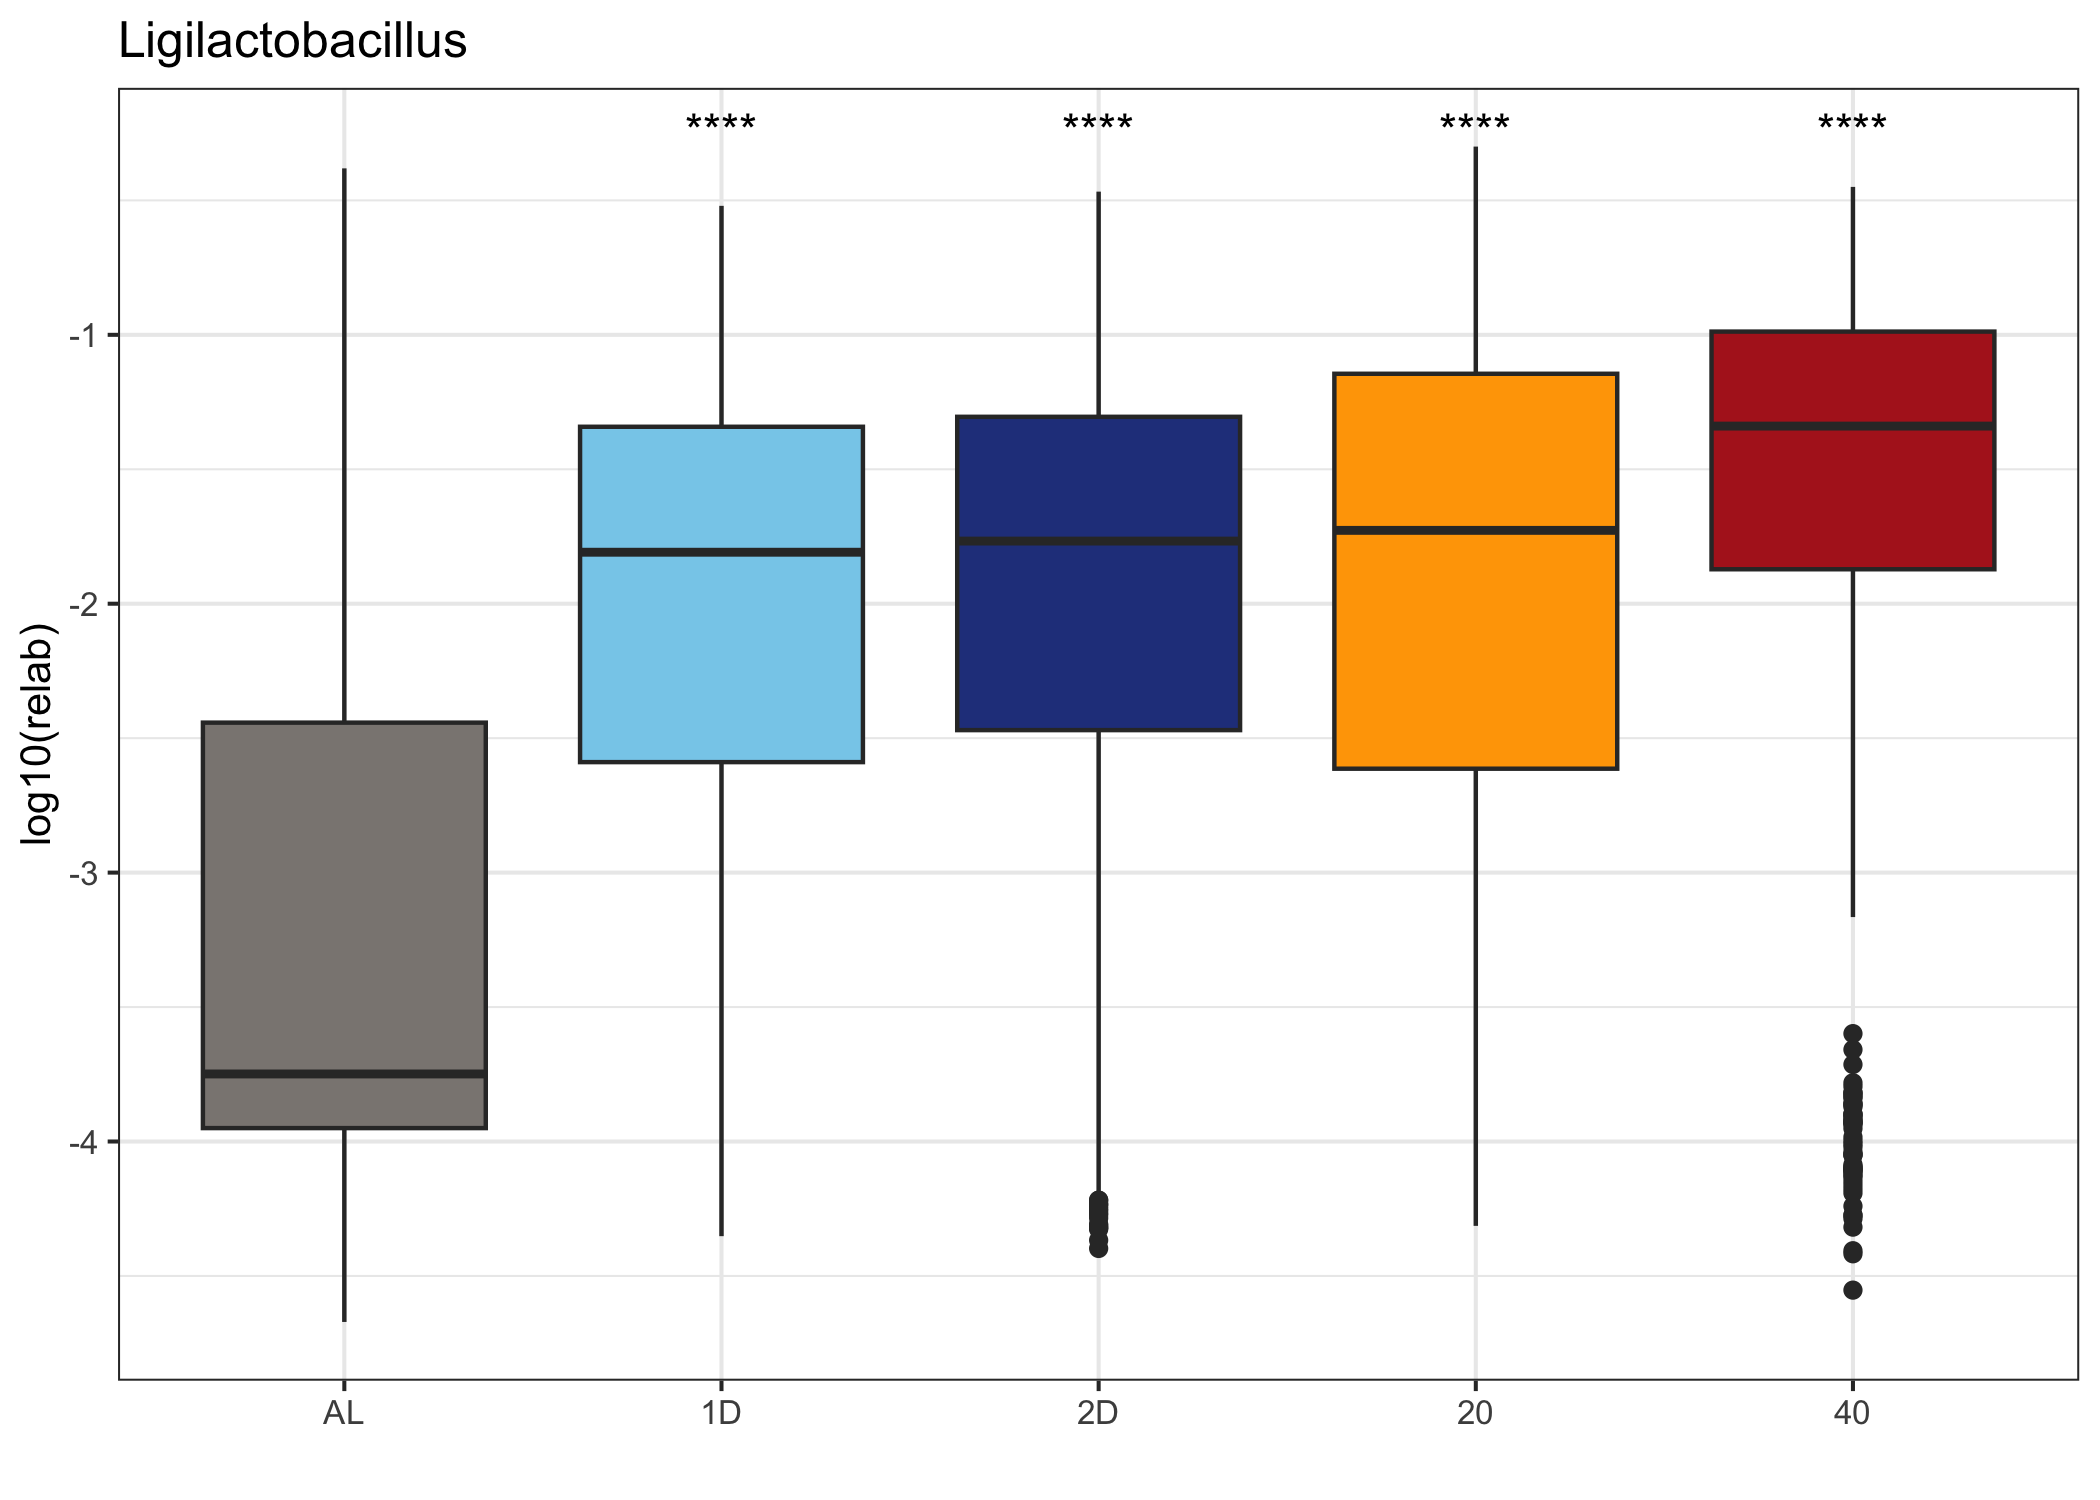 Ligilactobacillus
**** **** **** ****
log10(relab)
-1
-2
-3
-4
AL 1D 2D 20 40